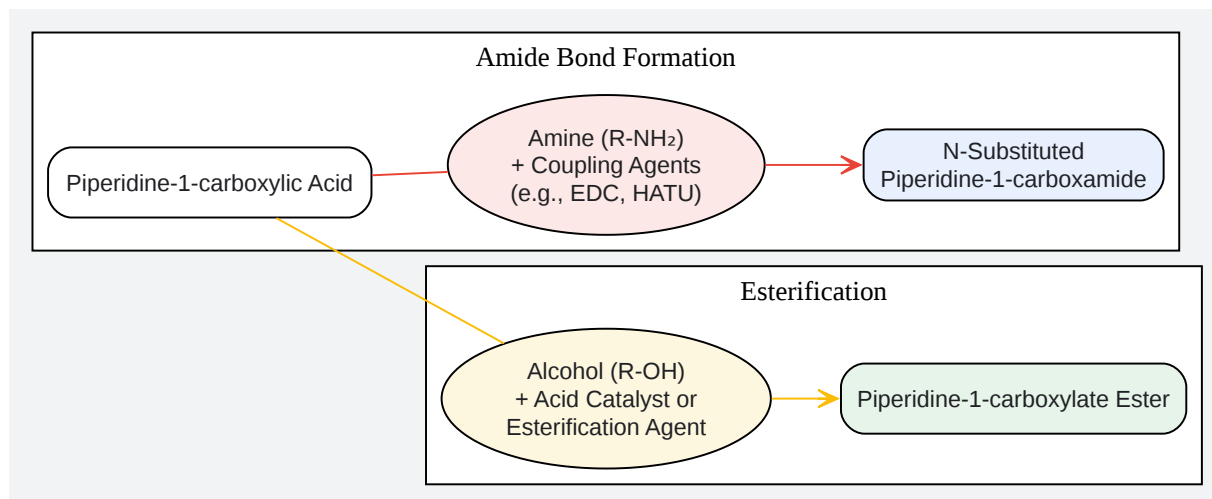 Amide Bond Formation
Piperidine-1-carboxylic Acid
Amine (R-NH₂)
+ Coupling Agents
(e.g., EDC, HATU)
N-Substituted
Piperidine-1-carboxamide
Esterification
Alcohol (R-OH)
+ Acid Catalyst or
Esterification Agent
Piperidine-1-carboxylate Ester